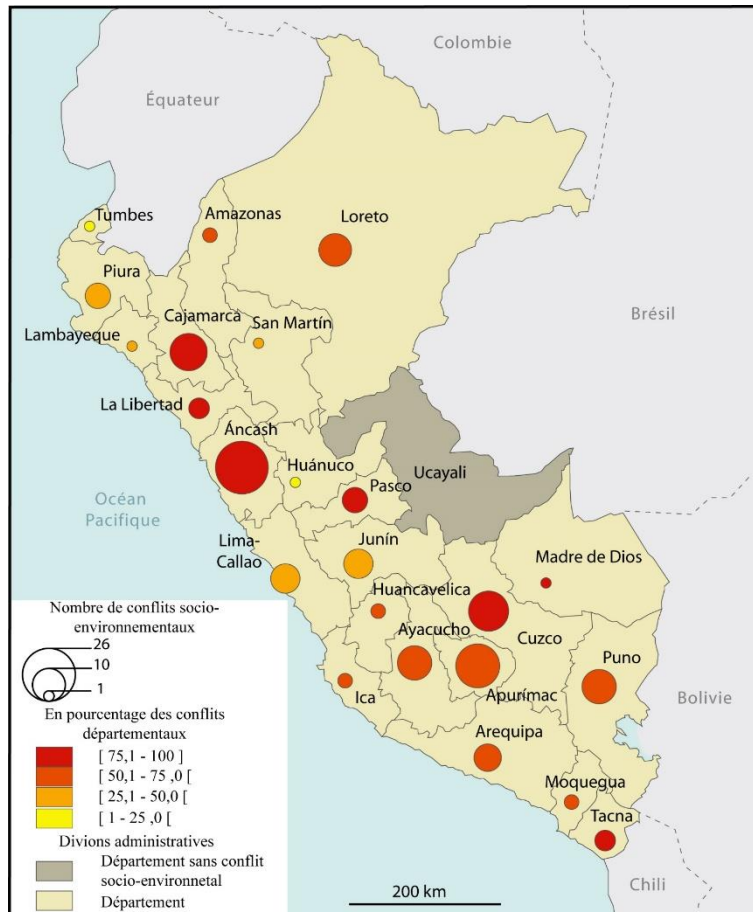 Colombie
Équateur
Tumbes
Amazonas
Loreto
Piura
Brésil
Cajamarca
San Martín
Lambayeque
La Libertad
Áncash
Huánuco
Ucayali
Pasco
Océan
Pacifique
Lima-
Callao
Junín
Madre de Dios
Huancavelica
Ayacucho
Cuzco
Puno
Ica
Apurímac
Bolivie
Arequipa
Moquegua
Tacna
Chili
200 km
Nombre de conflits socio-
environnementaux
26
10
1
En pourcentage des conflits
départementaux
[ 75,1 - 100 ]
[ 50,1 - 75 ,0 [
[ 25,1 - 50,0 [
[ 1 - 25 ,0 [
Divions administratives
Département sans conflit
socio-environnetal
Département